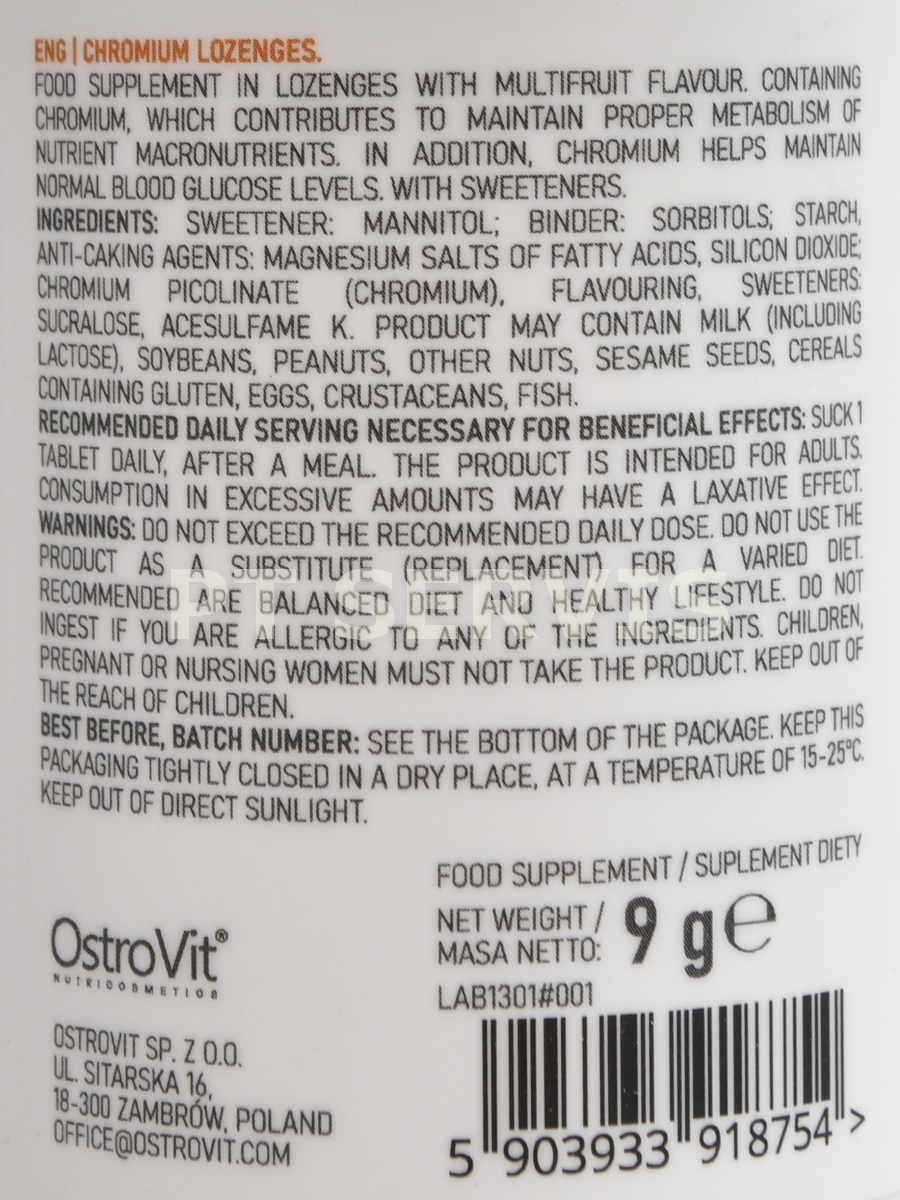 ENG | CHROMIUM LOZENGES.
FOOD SUPPLEMENT IN LOZENGES WITH MULTIFRUIT FLAVOUR. CONTAINING
CHROMIUM, WHICH CONTRIBUTES TO MAINTAIN PROPER METABOLISM OF
NUTRIENT MACRONUTRIENTS. IN ADDITION, CHROMIUM HELPS MAINTAIN
NORMAL BLOOD GLUCOSE LEVELS. WITH SWEETENERS.
INGREDIENTS: SWEETENER: MANNITOL; BINDER: SORBITOLS; STARCH,
ANTI-CAKING AGENTS: MAGNESIUM SALTS OF FATTY ACIDS, SILICON DIOXIDE;
CHROMIUM PICOLINATE (CHROMIUM), FLAVOURING, SWEETENERS:
SUCRALOSE, ACESULFAME K. PRODUCT MAY CONTAIN MILK (INCLUDING
LACTOSE), SOYBEANS, PEANUTS, OTHER NUTS, SESAME SEEDS, CEREALS
CONTAINING GLUTEN, EGGS, CRUSTACEANS, FISH.
RECOMMENDED DAILY SERVING NECESSARY FOR BENEFICIAL EFFECTS: SUCK 1
TABLET DAILY, AFTER A MEAL. THE PRODUCT IS INTENDED FOR ADULTS.
CONSUMPTION IN EXCESSIVE AMOUNTS MAY HAVE A LAXATIVE EFFECT.
WARNINGS: DO NOT EXCEED THE RECOMMENDED DAILY DOSE. DO NOT USE THE
PRODUCT AS A SUBSTITUTE (REPLACEMENT) FOR A VARIED DIET.
RECOMMENDED ARE BALANCED DIET AND HEALTHY LIFESTYLE. DO NOT
INGEST IF YOU ARE ALLERGIC TO ANY OF THE INGREDIENTS. CHILDREN,
PREGNANT OR NURSING WOMEN MUST NOT TAKE THE PRODUCT. KEEP OUT OF
THE REACH OF CHILDREN.
BEST BEFORE, BATCH NUMBER: SEE THE BOTTOM OF THE PACKAGE. KEEP THIS
PACKAGING TIGHTLY CLOSED IN A DRY PLACE, AT A TEMPERATURE OF 15-25°C.
KEEP OUT OF DIRECT SUNLIGHT.
FOOD SUPPLEMENT / SUPLEMENT DIETY
NET WEIGHT /
MASA NETTO: 9 g ℮
LAB1301#001
OstroVit®
NUTRICOSMETICS
OSTROVIT SP. Z O.O.
UL. SITARSKA 16,
18-300 ZAMBRÓW, POLAND
OFFICE@OSTROVIT.COM
5 903933 918754 >